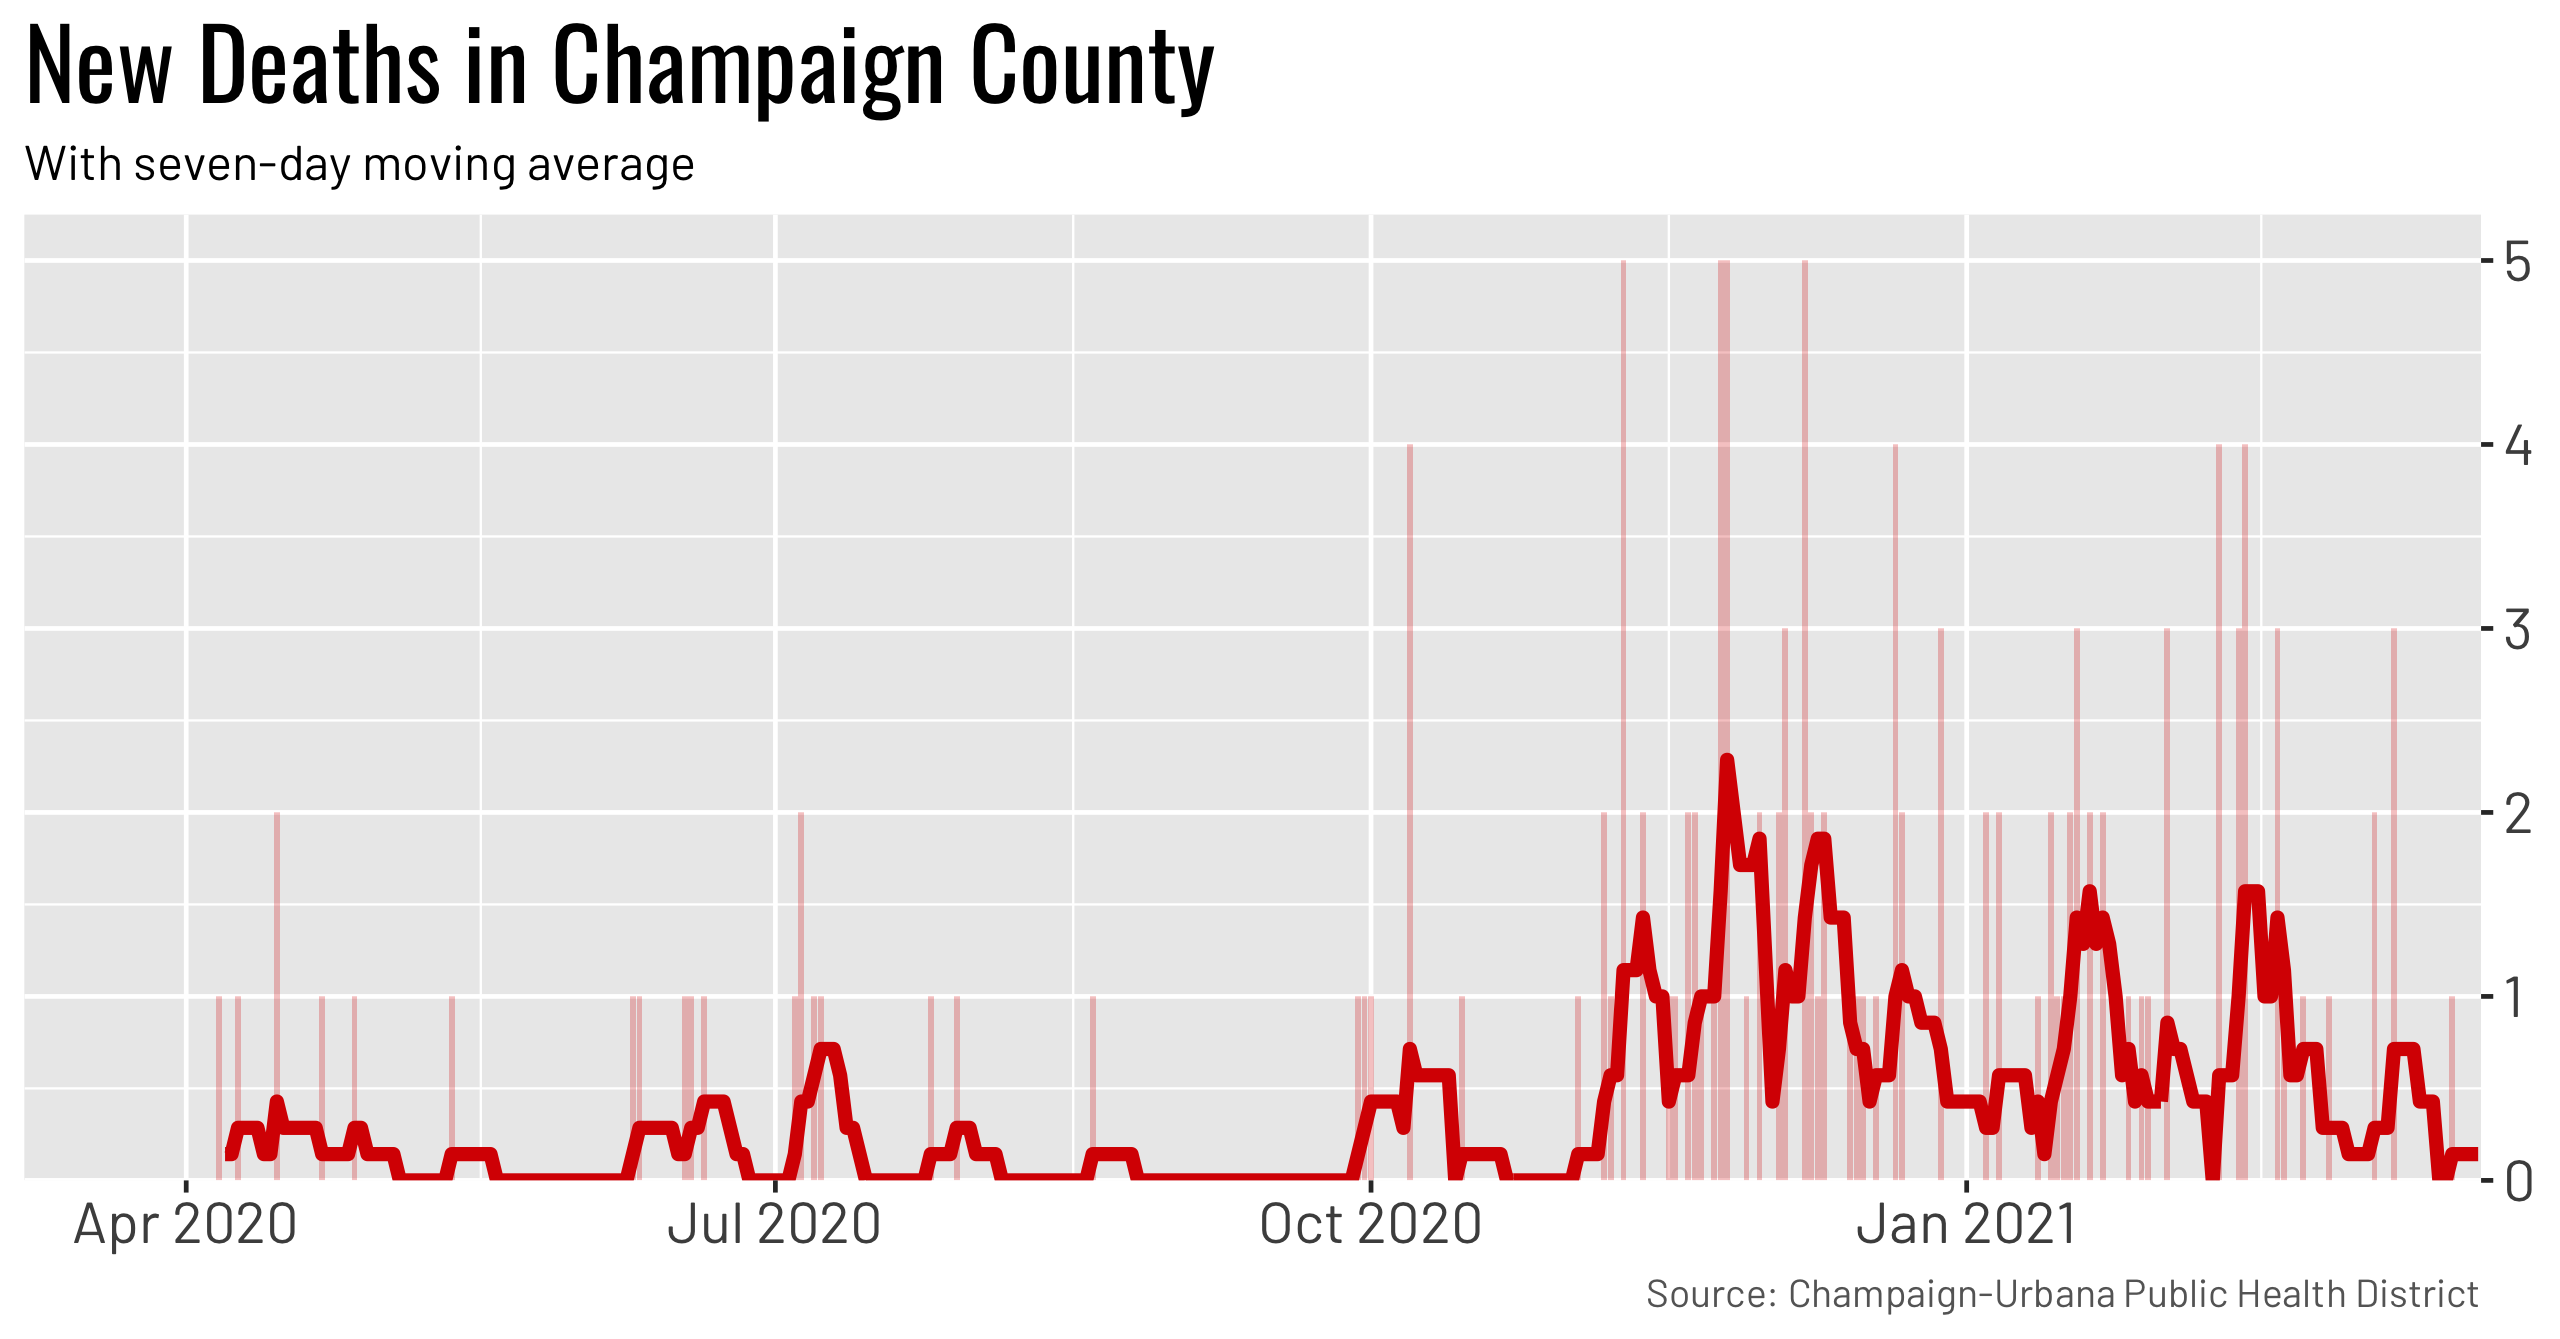 New Deaths in Champaign County
With seven-day moving average
5
4
3
2
1
0
Apr 2020 Jul 2020 Oct 2020 Jan 2021
Source: Champaign-Urbana Public Health District